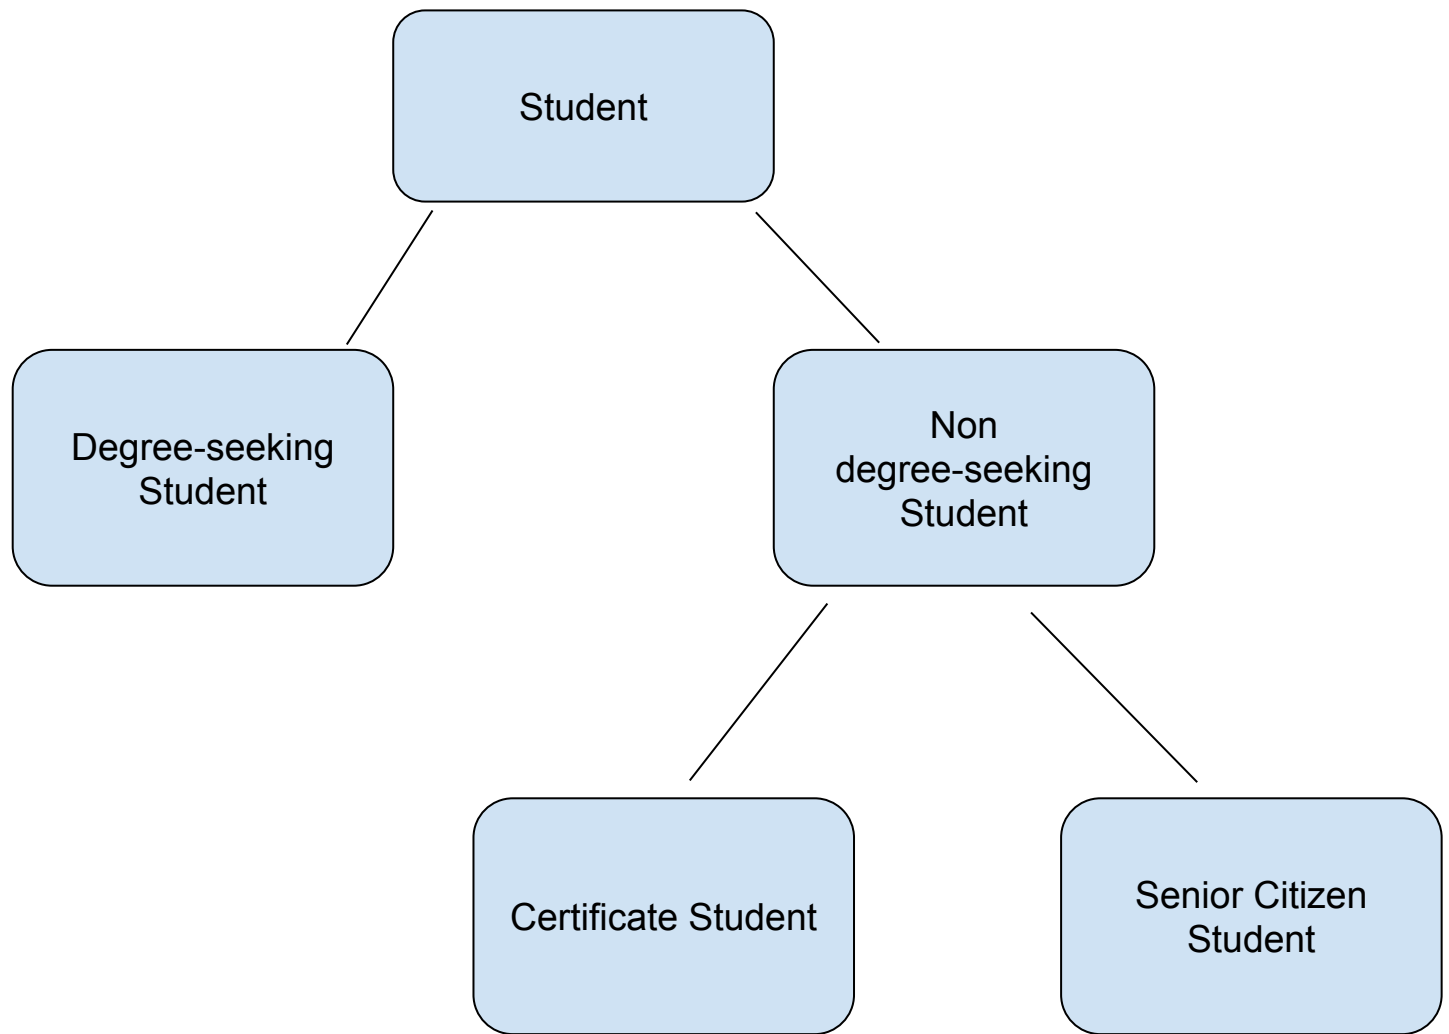 Student
Degree-seeking
Student
Non
degree-seeking
Student
Certificate Student
Senior Citizen
Student